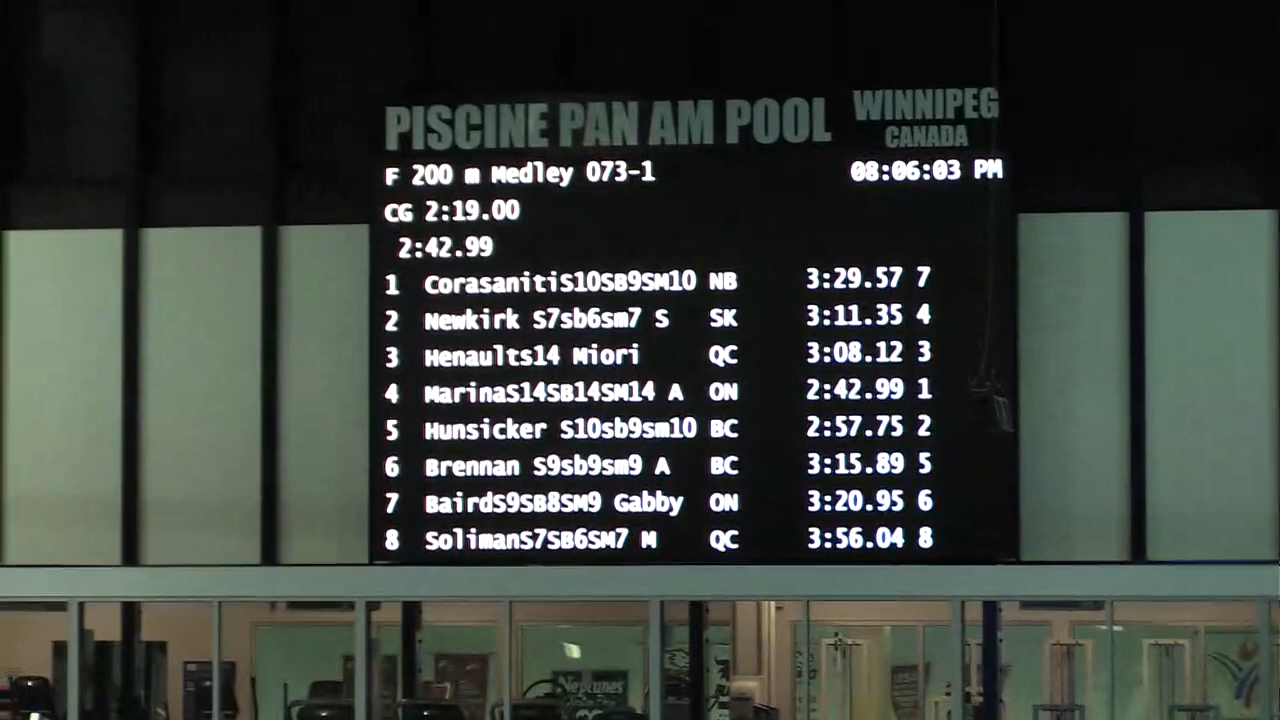 PISCINE PAN AM POOL WINNIPEG CANADA
F 200 m Medley 073-1 08:06:03 PM
CG 2:19.00
2:42.99
1 CorasanitiS10SB9SM10 NB 3:29.57 7
2 Newkirk S7sb6sm7 S SK 3:11.35 4
3 Henaults14 Miori QC 3:08.12 3
4 MarinaS14SB14SM14 A ON 2:42.99 1
5 Hunsicker S10sb9sm10 BC 2:57.75 2
6 Brennan S9sb9sm9 A BC 3:15.89 5
7 BairdS9SB8SM9 Gabby ON 3:20.95 6
8 SolimanS7SB6SM7 M QC 3:56.04 8
Neptunes